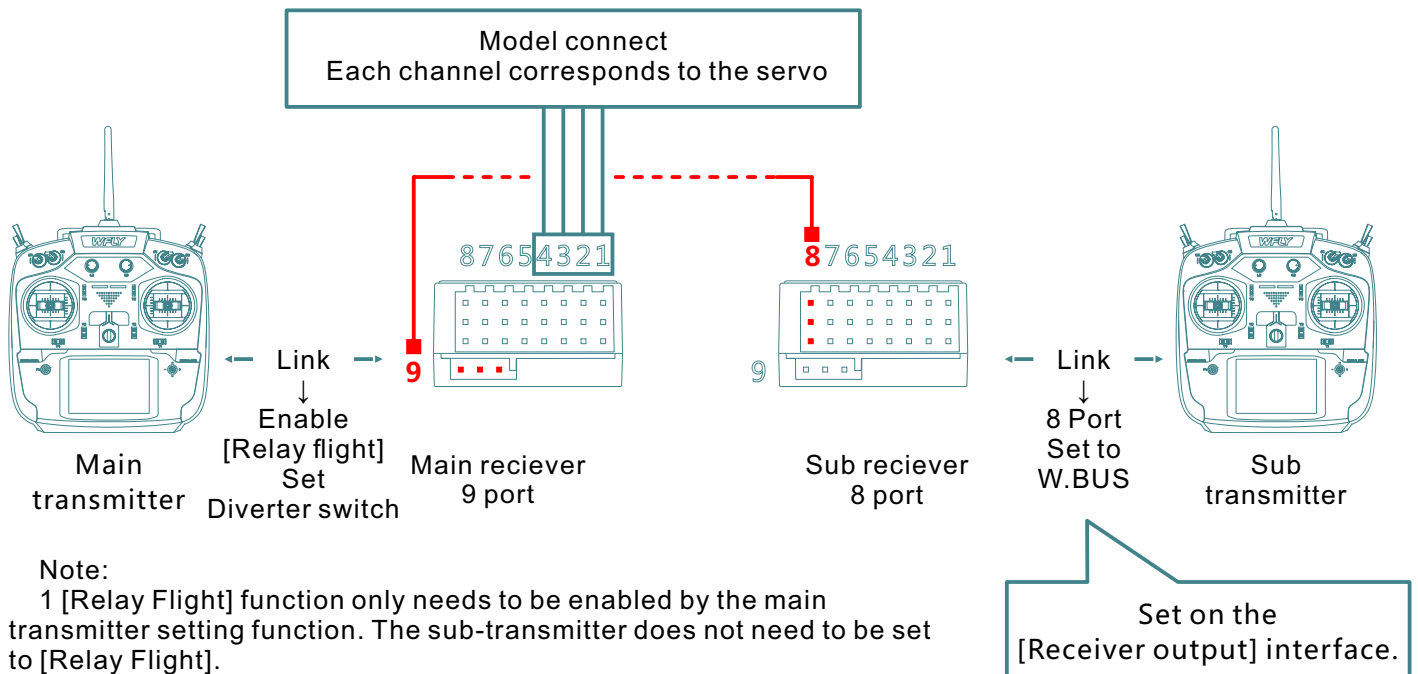 Model connect
Each channel corresponds to the servo
WFLY
87654321
9
Link
↓
Enable
[Relay flight]
Set
Diverter switch
Main
transmitter
Main reciever
9 port
87654321
9
Sub reciever
8 port
Link
↓
8 Port
Set to
W.BUS
WFLY
Sub
transmitter
Note:
1 [Relay Flight] function only needs to be enabled by the main
transmitter setting function. The sub-transmitter does not need to be set
to [Relay Flight].
Set on the
[Receiver output] interface.